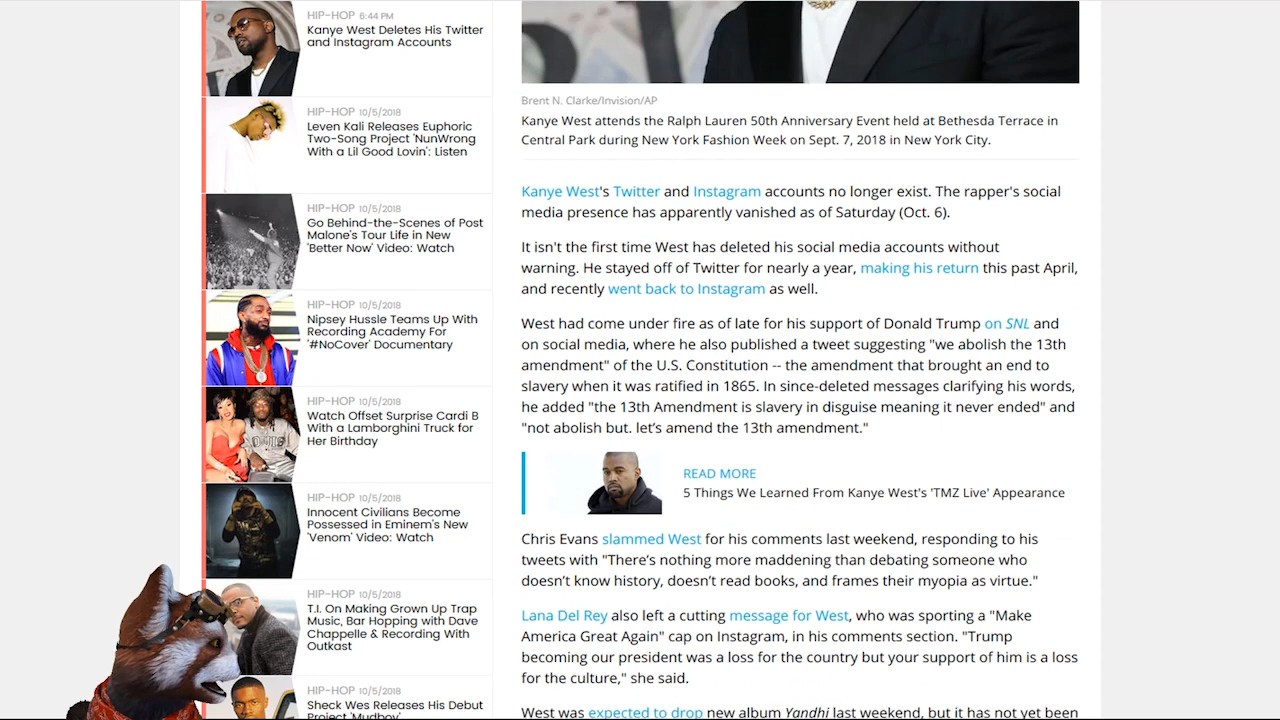 HIP-HOP 6:44 PM
Kanye West Deletes His Twitter
and Instagram Accounts
HIP-HOP 10/5/2018
Leven Kali Releases Euphoric
Two-Song Project 'NunWrong
With a Lil Good Lovin': Listen
HIP-HOP 10/5/2018
Go Behind-the-Scenes of Post
Malone's Tour Life in New
'Better Now' Video: Watch
HIP-HOP 10/5/2018
Nipsey Hussle Teams Up With
Recording Academy For
'#NoCover' Documentary
HIP-HOP 10/5/2018
Watch Offset Surprise Cardi B
With a Lamborghini Truck for
Her Birthday
HIP-HOP 10/5/2018
Innocent Civilians Become
Possessed in Eminem's New
'Venom' Video: Watch
HIP-HOP 10/5/2018
T.I. On Making Grown Up Trap
Music, Bar Hopping with Dave
Chappelle & Recording With
Outkast
HIP-HOP 10/5/2018
Sheck Wes Releases His Debut
Project 'Mudboy'
Brent N. Clarke/Invision/AP
Kanye West attends the Ralph Lauren 50th Anniversary Event held at Bethesda Terrace in
Central Park during New York Fashion Week on Sept. 7, 2018 in New York City.
Kanye West's Twitter and Instagram accounts no longer exist. The rapper's social
media presence has apparently vanished as of Saturday (Oct. 6).
It isn't the first time West has deleted his social media accounts without
warning. He stayed off of Twitter for nearly a year, making his return this past April,
and recently went back to Instagram as well.
West had come under fire as of late for his support of Donald Trump on SNL and
on social media, where he also published a tweet suggesting "we abolish the 13th
amendment" of the U.S. Constitution -- the amendment that brought an end to
slavery when it was ratified in 1865. In since-deleted messages clarifying his words,
he added "the 13th Amendment is slavery in disguise meaning it never ended" and
"not abolish but. let's amend the 13th amendment."
READ MORE
5 Things We Learned From Kanye West's 'TMZ Live' Appearance
Chris Evans slammed West for his comments last weekend, responding to his
tweets with "There's nothing more maddening than debating someone who
doesn't know history, doesn't read books, and frames their myopia as virtue."
Lana Del Rey also left a cutting message for West, who was sporting a "Make
America Great Again" cap on Instagram, in his comments section. "Trump
becoming our president was a loss for the country but your support of him is a loss
for the culture," she said.
West was expected to drop new album Yandhi last weekend, but it has not yet been